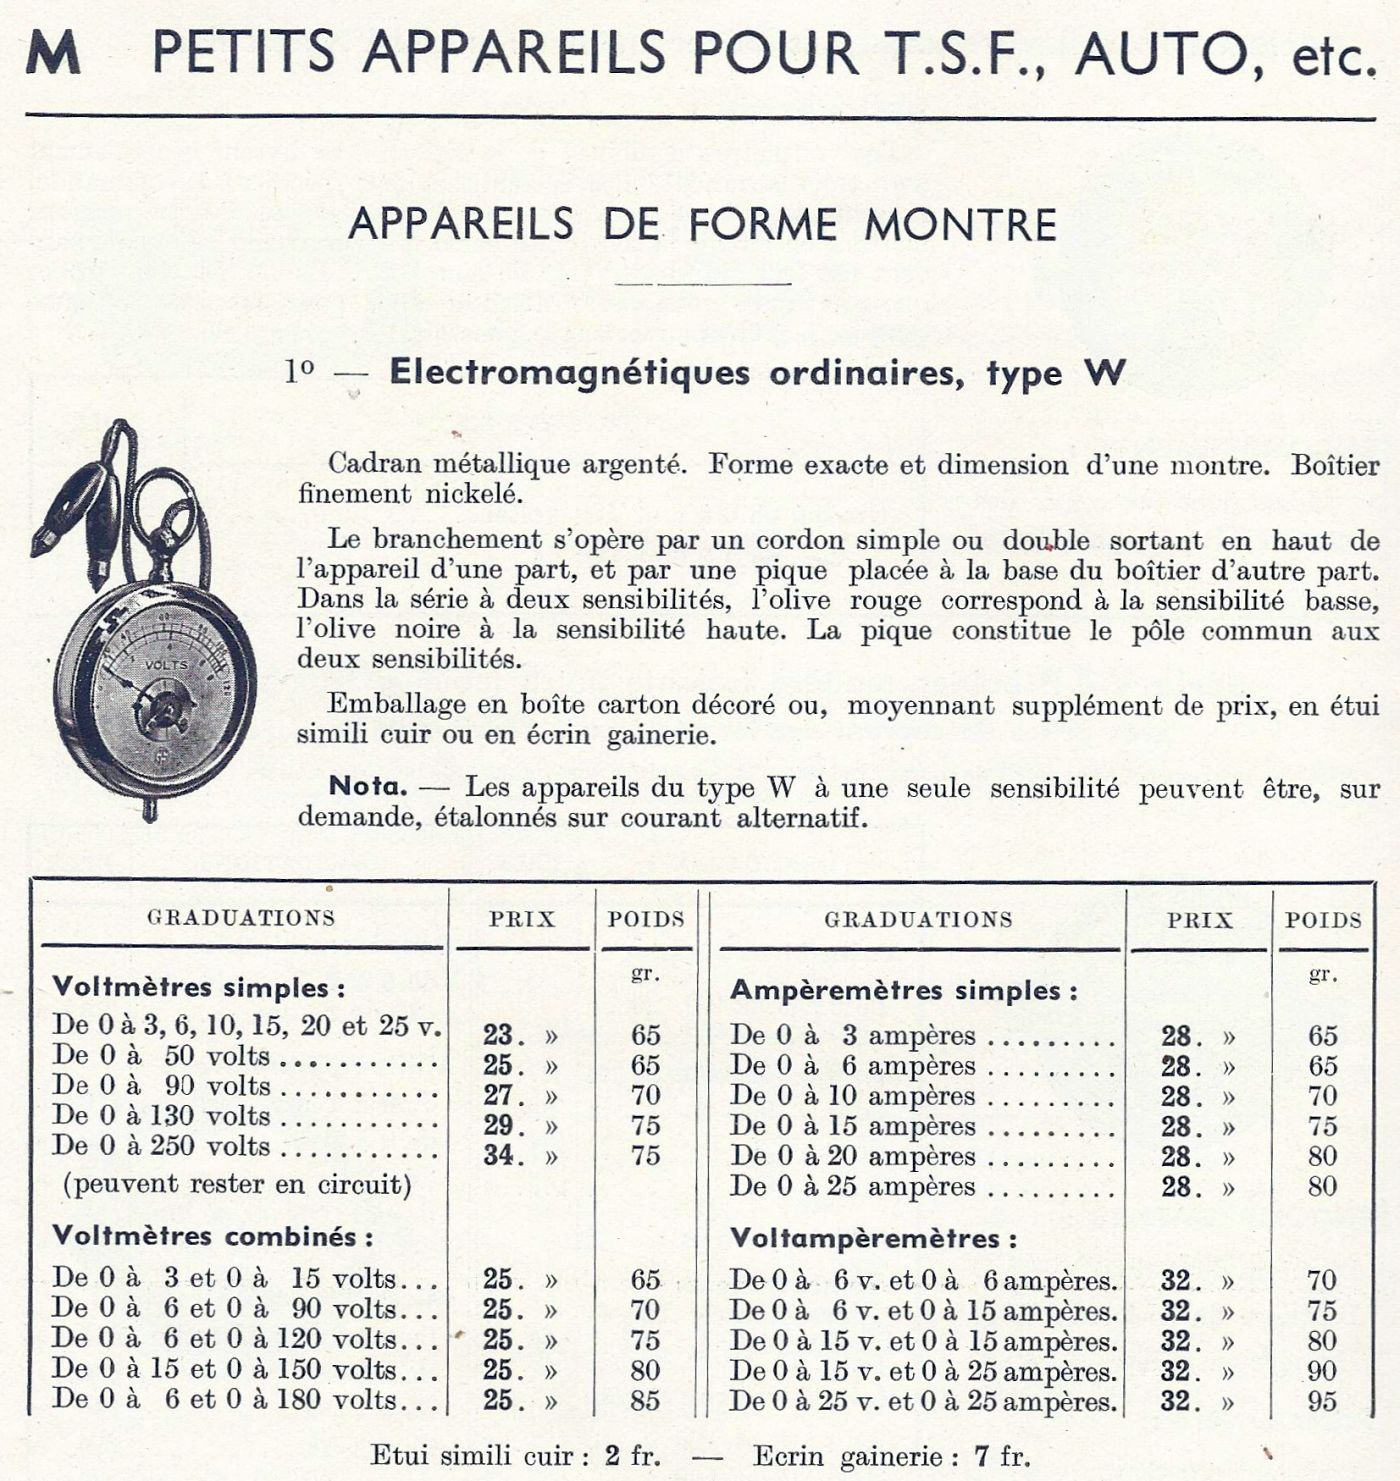 M PETITS APPAREILS POUR T.S.F., AUTO, etc.
APPAREILS DE FORME MONTRE
1º — Electromagnétiques ordinaires, type W
Cadran métallique argenté. Forme exacte et dimension d'une montre. Boîtier
finement nickelé.
Le branchement s'opère par un cordon simple ou double sortant en haut de
l'appareil d'une part, et par une pique placée à la base du boîtier d'autre part.
Dans la série à deux sensibilités, l'olive rouge correspond à la sensibilité basse,
l'olive noire à la sensibilité haute. La pique constitue le pôle commun aux
deux sensibilités.
Emballage en boîte carton décoré ou, moyennant supplément de prix, en étui
simili cuir ou en écrin gainerie.
Nota. — Les appareils du type W à une seule sensibilité peuvent être, sur
demande, étalonnés sur courant alternatif.
VOLTS
GRADUATIONS PRIX POIDS
gr.
Voltmètres simples :
De 0 à 3, 6, 10, 15, 20 et 25 v. 23. » 65
De 0 à 50 volts ........... 25. » 65
De 0 à 90 volts ........... 27. » 70
De 0 à 130 volts ........... 29. » 75
De 0 à 250 volts ........... 34. » 75
(peuvent rester en circuit)
Voltmètres combinés :
De 0 à 3 et 0 à 15 volts... 25. » 65
De 0 à 6 et 0 à 90 volts... 25. » 70
De 0 à 6 et 0 à 120 volts... 25. » 75
De 0 à 15 et 0 à 150 volts... 25. » 80
De 0 à 6 et 0 à 180 volts... 25. » 85
GRADUATIONS PRIX POIDS
gr.
Ampèremètres simples :
De 0 à 3 ampères ......... 28. » 65
De 0 à 6 ampères ......... 28. » 65
De 0 à 10 ampères ......... 28. » 70
De 0 à 15 ampères ......... 28. » 75
De 0 à 20 ampères ......... 28. » 80
De 0 à 25 ampères ......... 28. » 80
Voltampèremètres :
De 0 à 6 v. et 0 à 6 ampères. 32. » 70
De 0 à 6 v. et 0 à 15 ampères. 32. » 75
De 0 à 15 v. et 0 à 15 ampères. 32. » 80
De 0 à 15 v. et 0 à 25 ampères. 32. » 90
De 0 à 25 v. et 0 à 25 ampères. 32. » 95
Etui simili cuir : 2 fr. — Ecrin gainerie : 7 fr.